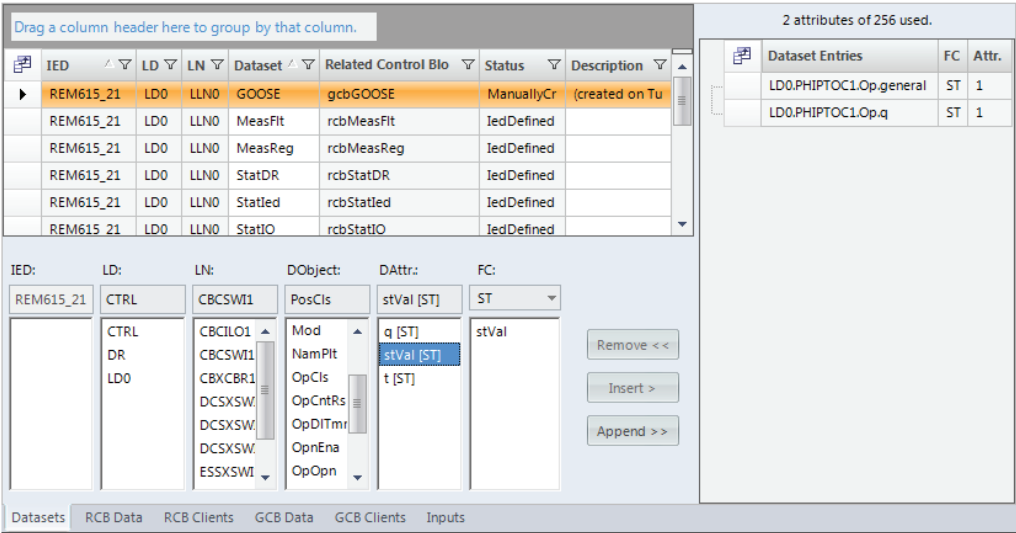 Drag a column header here to group by that column.
IED LD LN Dataset Related Control Blo Status Description
REM615_21 LD0 LLN0 GOOSE gcbGOOSE ManuallyCr (created on Tu
REM615_21 LD0 LLN0 MeasFlt rcbMeasFlt IedDefined
REM615_21 LD0 LLN0 MeasReg rcbMeasReg IedDefined
REM615_21 LD0 LLN0 StatDR rcbStatDR IedDefined
REM615_21 LD0 LLN0 StatIed rcbStatIed IedDefined
REM615_21 LD0 LLN0 StatIO rcbStatIO IedDefined
2 attributes of 256 used.
Dataset Entries FC Attr.
LD0.PHIPTOC1.Op.general ST 1
LD0.PHIPTOC1.Op.q ST 1
IED: LD: LN: DObject: DAttr.: FC:
REM615_21 CTRL CBCSWI1 PosCls stVal [ST] ST
CTRL CBCILO1 Mod q [ST] stVal
DR CBCSWI1 NamPlt stVal [ST]
LD0 CBXCBR1 OpCls t [ST]
DCSXSW OpCntRs
DCSXSW OpDlTmr
DCSXSW OpnEna
ESSXSWI OpOpn
Remove <<
Insert >
Append >>
Datasets RCB Data RCB Clients GCB Data GCB Clients Inputs